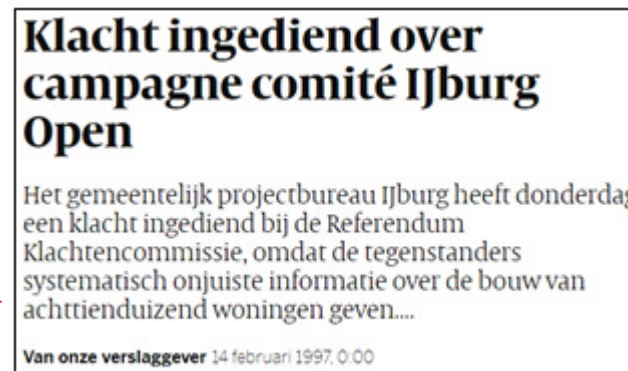 Klacht ingediend over
campagne comité IJburg
Open
Het gemeentelijk projectbureau IJburg heeft donderdag
een klacht ingediend bij de Referendum
Klachtencommissie, omdat de tegenstanders
systematisch onjuiste informatie over de bouw van
achttienduizend woningen geven....
Van onze verslaggever 14 februari 1997, 0:00